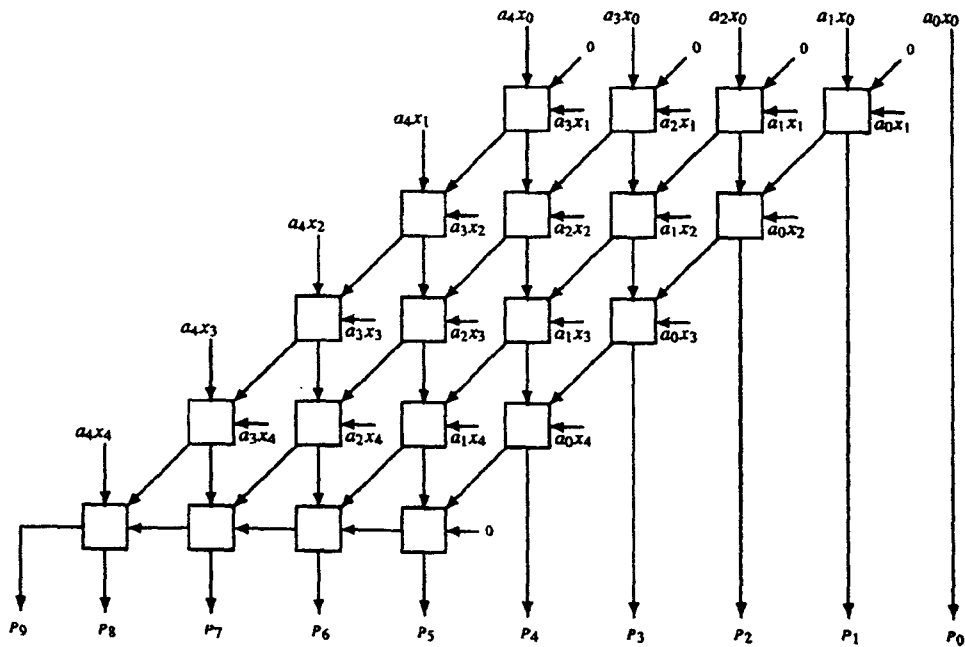 a₄x₀ a₃x₀ a₂x₀ a₁x₀ a₀x₀
0 0 0 0
a₄x₁ a₃x₁ a₂x₁ a₁x₁ a₀x₁
a₄x₂ a₃x₂ a₂x₂ a₁x₂ a₀x₂
a₄x₃ a₃x₃ a₂x₃ a₁x₃ a₀x₃
a₄x₄ a₃x₄ a₂x₄ a₁x₄ a₀x₄
0
P₉ P₈ P₇ P₆ P₅ P₄ P₃ P₂ P₁ P₀